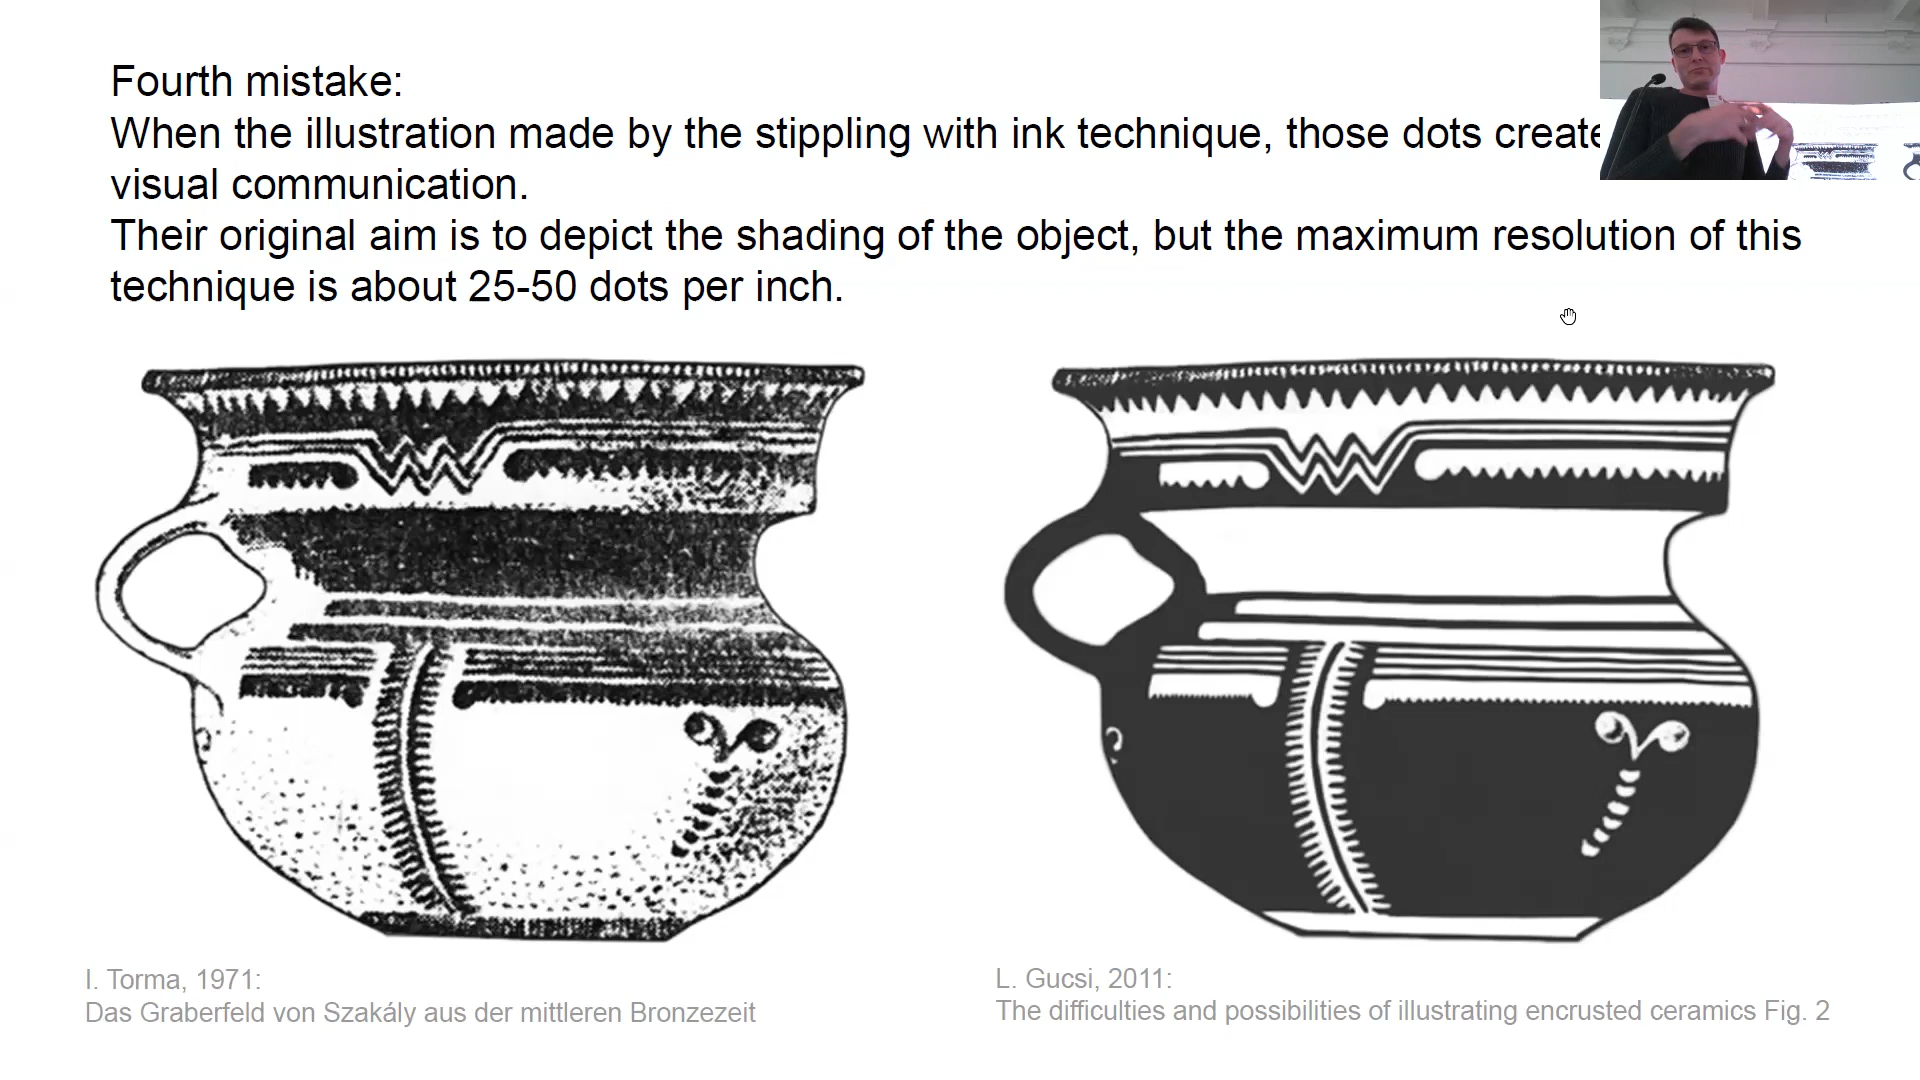 Fourth mistake:
When the illustration made by the stippling with ink technique, those dots create
visual communication.
Their original aim is to depict the shading of the object, but the maximum resolution of this
technique is about 25-50 dots per inch.
I. Torma, 1971:
Das Graberfeld von Szakály aus der mittleren Bronzezeit
L. Gucsi, 2011:
The difficulties and possibilities of illustrating encrusted ceramics Fig. 2